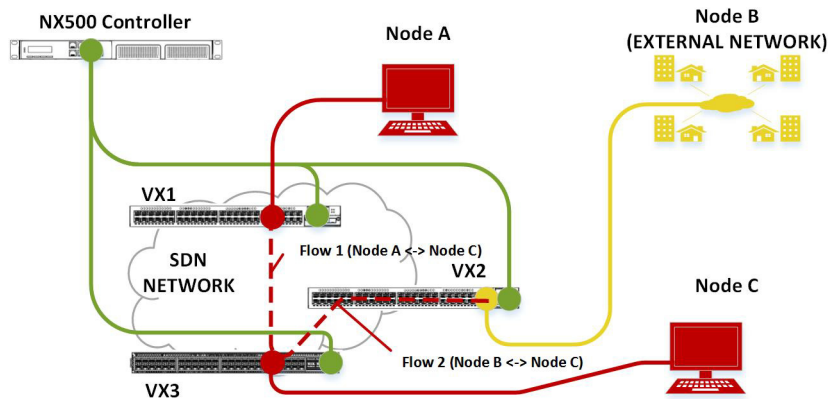 NX500 Controller
Node A
Node B
(EXTERNAL NETWORK)
VX1
Flow 1 (Node A <-> Node C)
SDN
NETWORK
VX2
Node C
Flow 2 (Node B <-> Node C)
VX3